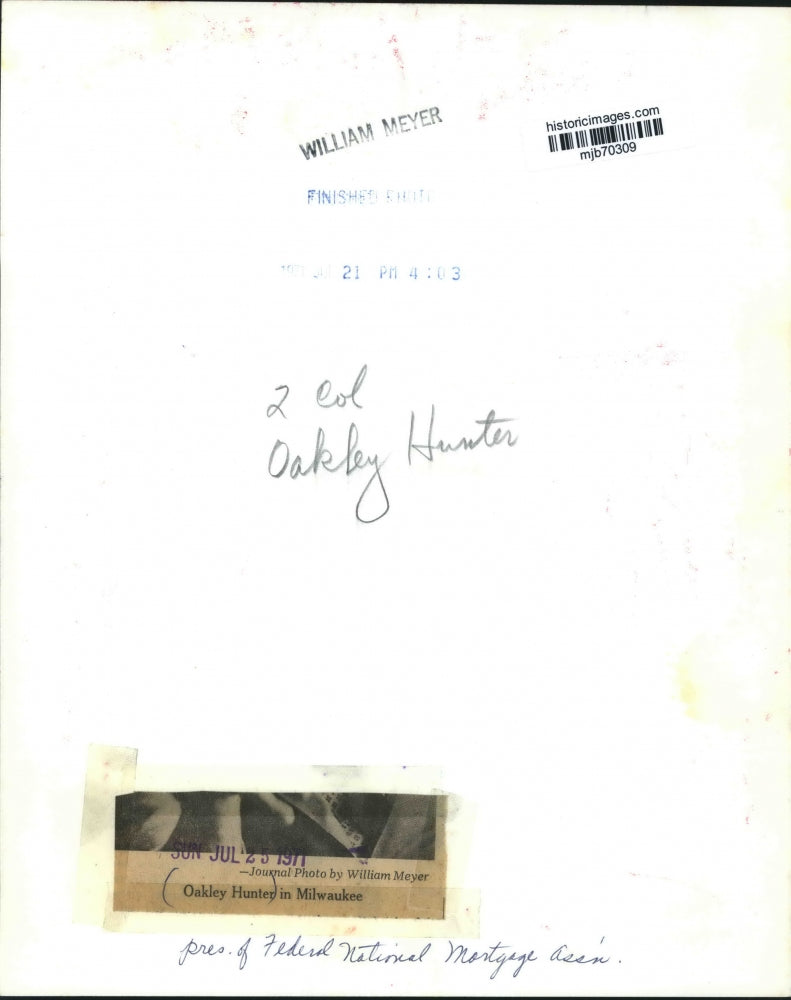 WILLIAM MEYER
historicimages.com
mjb70309
FINISHED
21 PM 4:03
2 Col
Oakley Hunter
SUN JUL 25 1971
—Journal Photo by William Meyer
(Oakley Hunter) in Milwaukee
pres. of Federal National Mortgage Ass'n.